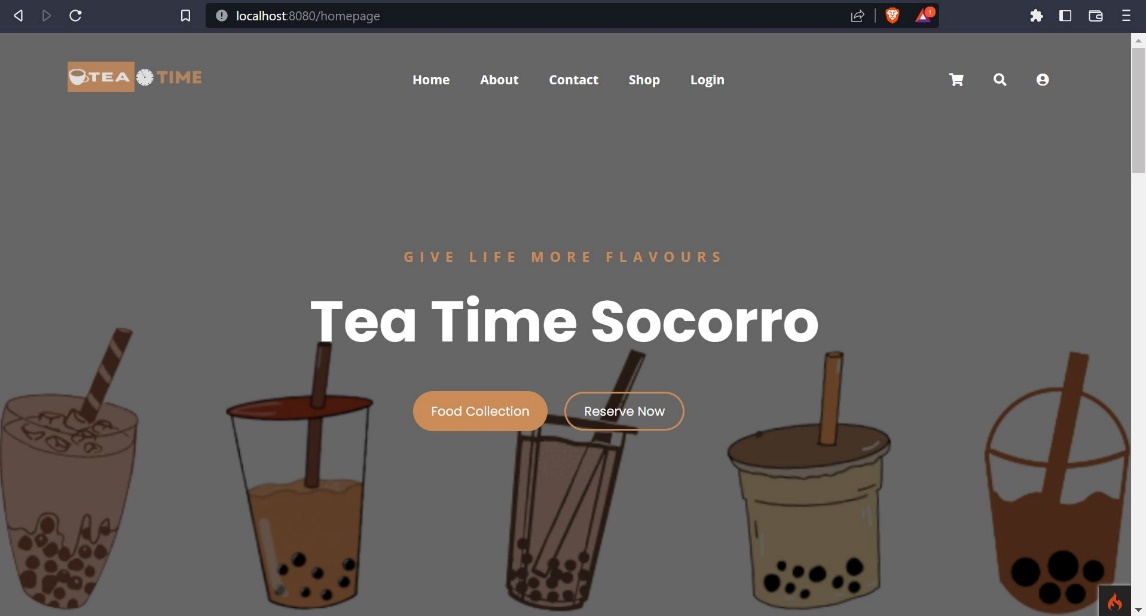 localhost:8080/homepage
TEA TIME
Home About Contact Shop Login
GIVE LIFE MORE FLAVOURS
Tea Time Socorro
Food Collection Reserve Now